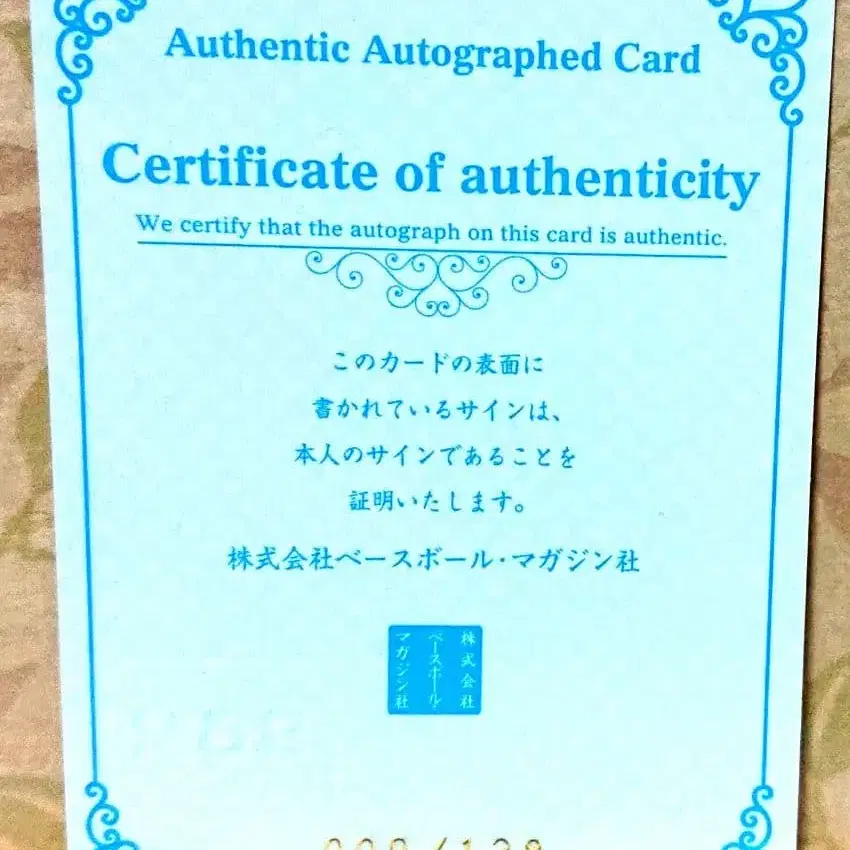 Authentic Autographed Card
Certificate of authenticity
We certify that the autograph on this card is authentic.
このカードの表面に
書かれているサインは、
本人のサインであることを
証明いたします。
株式会社ベースボール・マガジン社
株式会社
ベースボール・
マガジン社